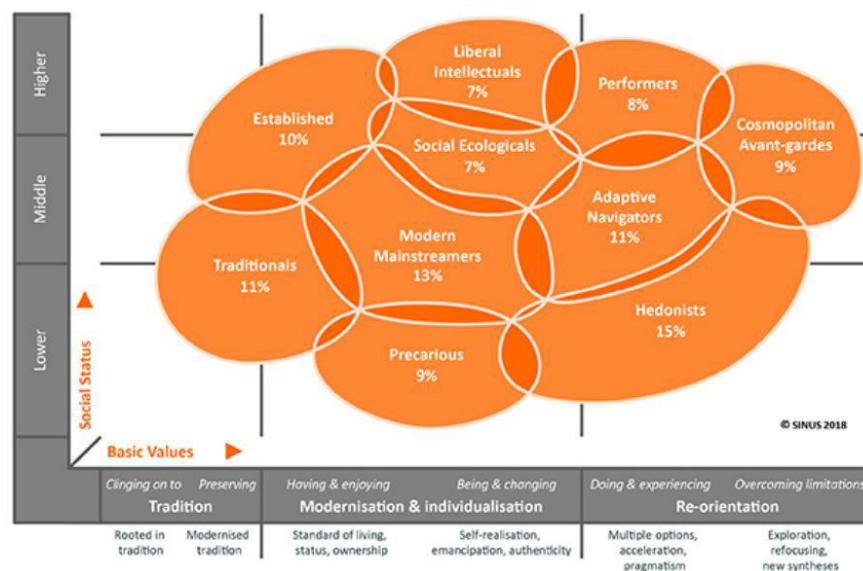 Higher
Middle
Lower
Social Status
Basic Values
Liberal
Intellectuals
7%
Performers
8%
Established
10%
Cosmopolitan
Avant-gardes
9%
Social Ecologicals
7%
Adaptive
Navigators
11%
Modern
Mainstreamers
13%
Traditionals
11%
Hedonists
15%
Precarious
9%
© SINUS 2018
Clinging on to Preserving
Tradition
Having & enjoying Being & changing
Modernisation & individualisation
Doing & experiencing Overcoming limitations
Re-orientation
Rooted in
tradition
Modernised
tradition
Standard of living,
status, ownership
Self-realisation,
emancipation, authenticity
Multiple options,
acceleration,
pragmatism
Exploration,
refocusing,
new syntheses